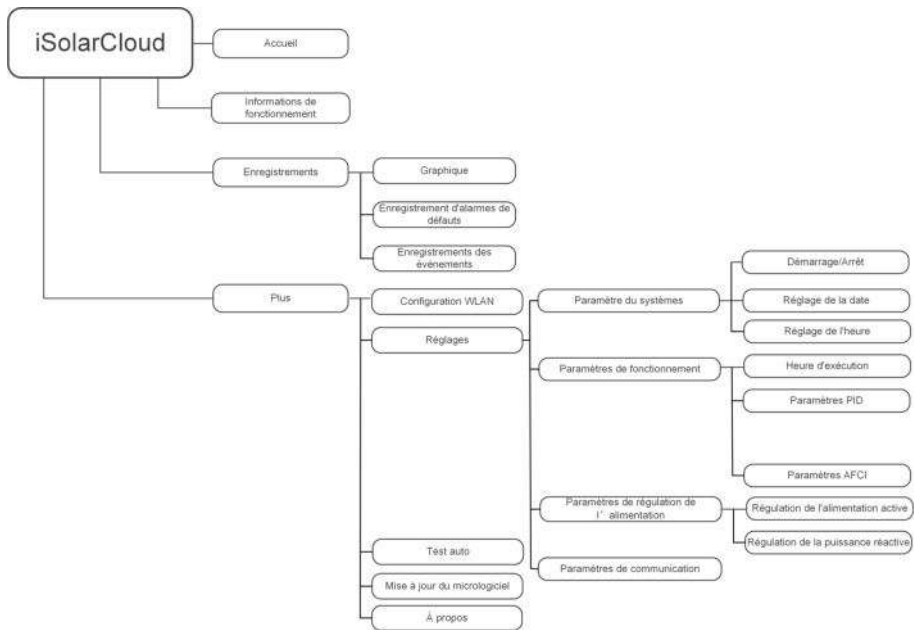 iSolarCloud
Accueil
Informations de
fonctionnement
Enregistrements
Graphique
Enregistrement d'alarmes de
défauts
Enregistrements des
événements
Plus
Configuration WLAN
Réglages
Paramètre du systèmes
Démarrage/Arrêt
Réglage de la date
Réglage de l'heure
Paramètres de fonctionnement
Heure d'exécution
Paramètres PID
Paramètres AFCI
Paramètres de régulation de
l’ alimentation
Régulation de l'alimentation active
Régulation de la puissance réactive
Paramètres de communication
Test auto
Mise à jour du micrologiciel
À propos